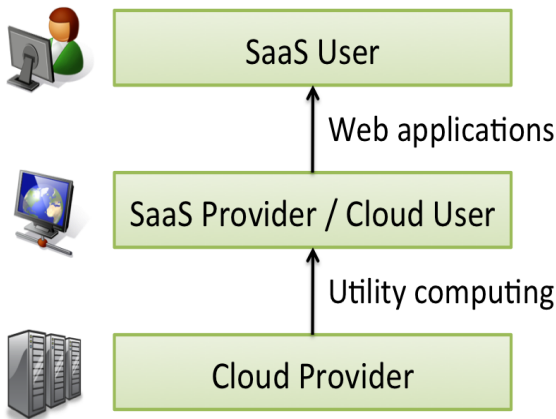 SaaS User
Web applications
SaaS Provider / Cloud User
Utility computing
Cloud Provider